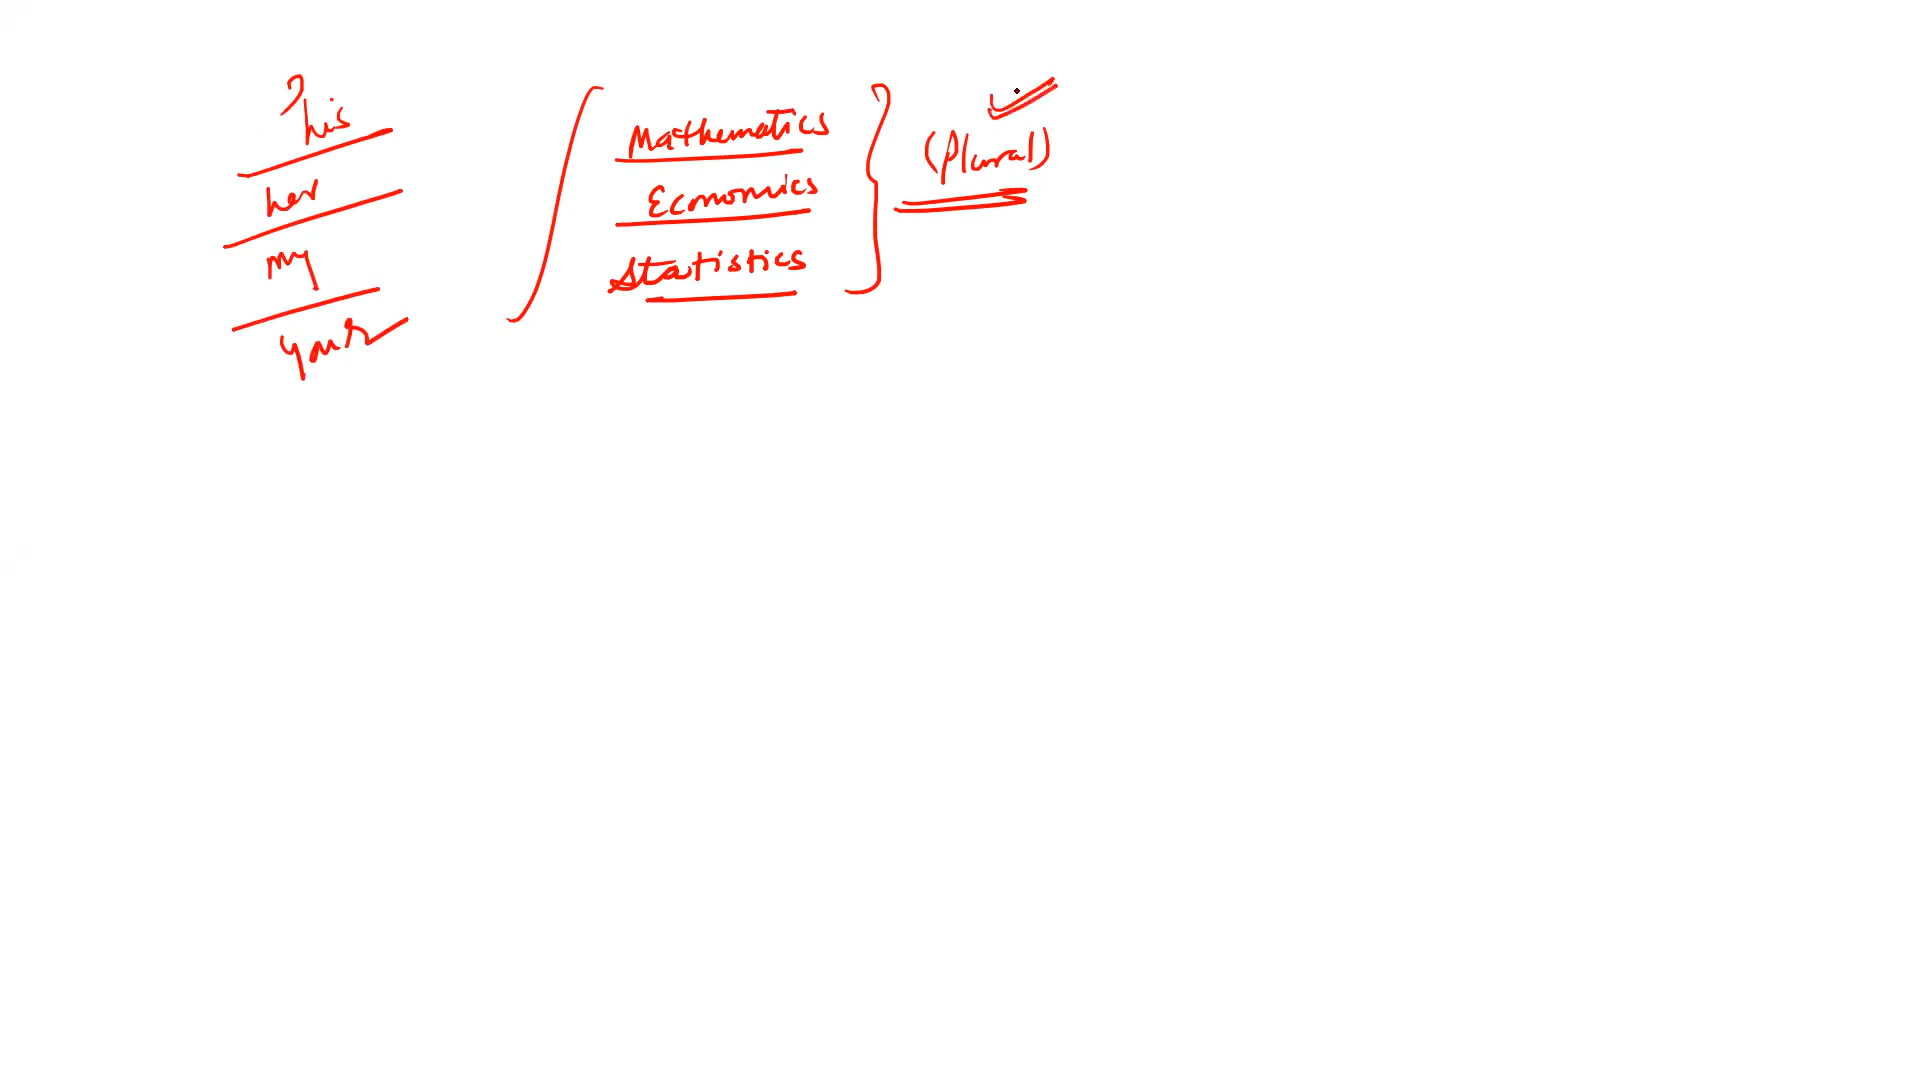 his
her
my
your
Mathematics
Economics
Statistics
(Plural)